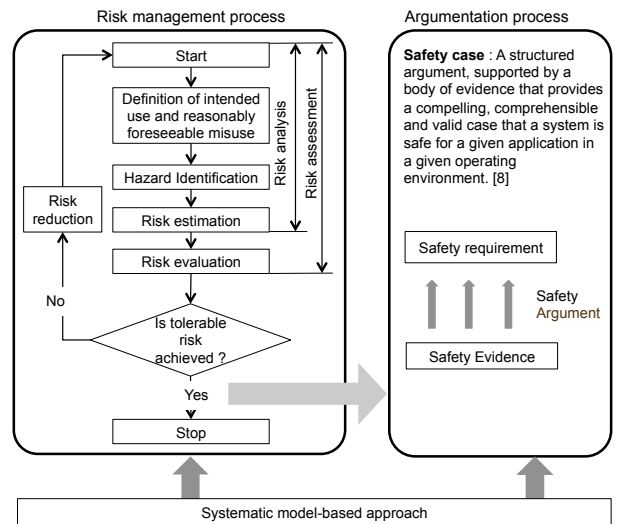 Risk management process
Start
Definition of intended
use and reasonably
foreseeable misuse
Hazard Identification
Risk estimation
Risk evaluation
Risk analysis
Risk assessment
Risk
reduction
No
Is tolerable
risk
achieved ?
Yes
Stop
Argumentation process
Safety case : A structured
argument, supported by a
body of evidence that provides
a compelling, comprehensible
and valid case that a system is
safe for a given application in
a given operating
environment. [8]
Safety requirement
Safety
Argument
Safety Evidence
Systematic model-based approach